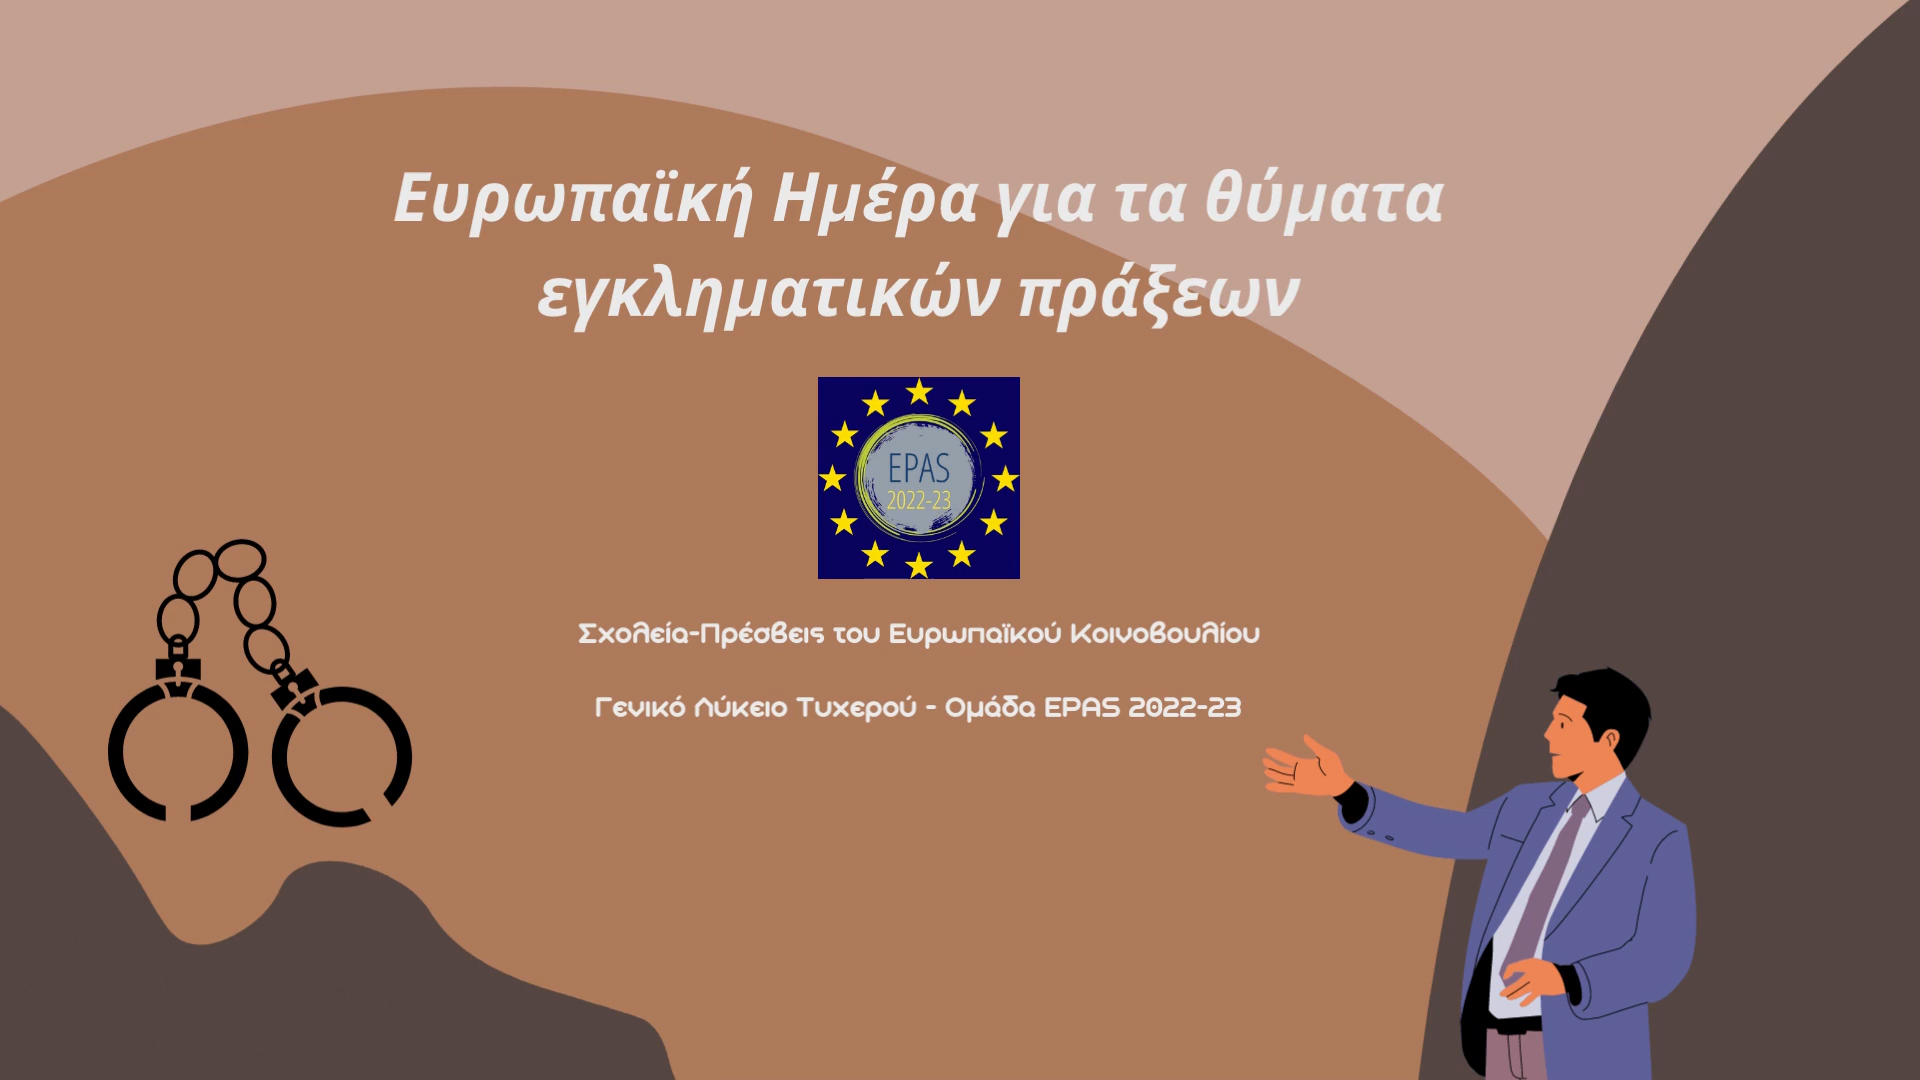 Ευρωπαϊκή Ημέρα για τα θύματα
εγκληματικών πράξεων
EPAS
2022-23
Σχολεία-Πρέσβεις του Ευρωπαϊκού Κοινοβουλίου
Γενικό Λύκειο Τυχερού - Ομάδα EPAS 2022-23